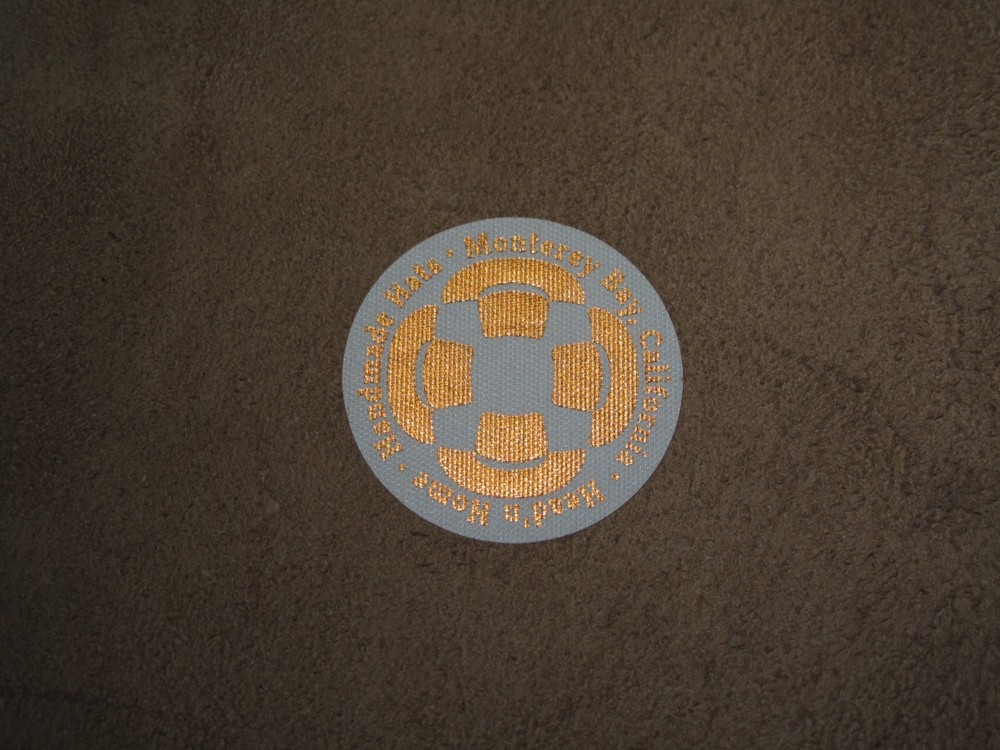 Handmade Hats · Monterey Bay, California · Head'n Home ·